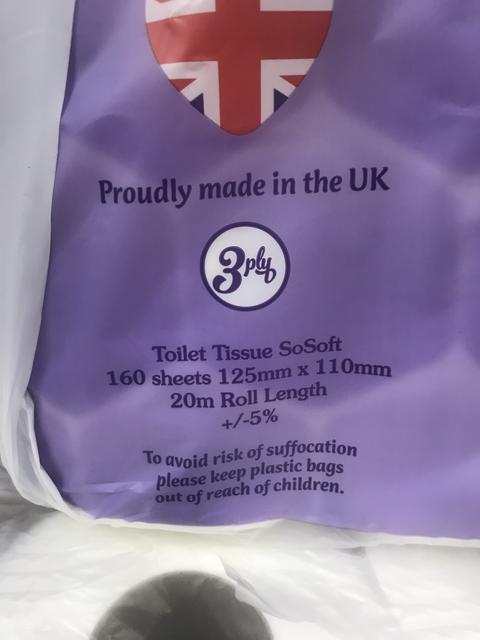 Proudly made in the UK
3ply
Toilet Tissue SoSoft
160 sheets 125mm x 110mm
20m Roll Length
+/-5%
To avoid risk of suffocation
please keep plastic bags
out of reach of children.